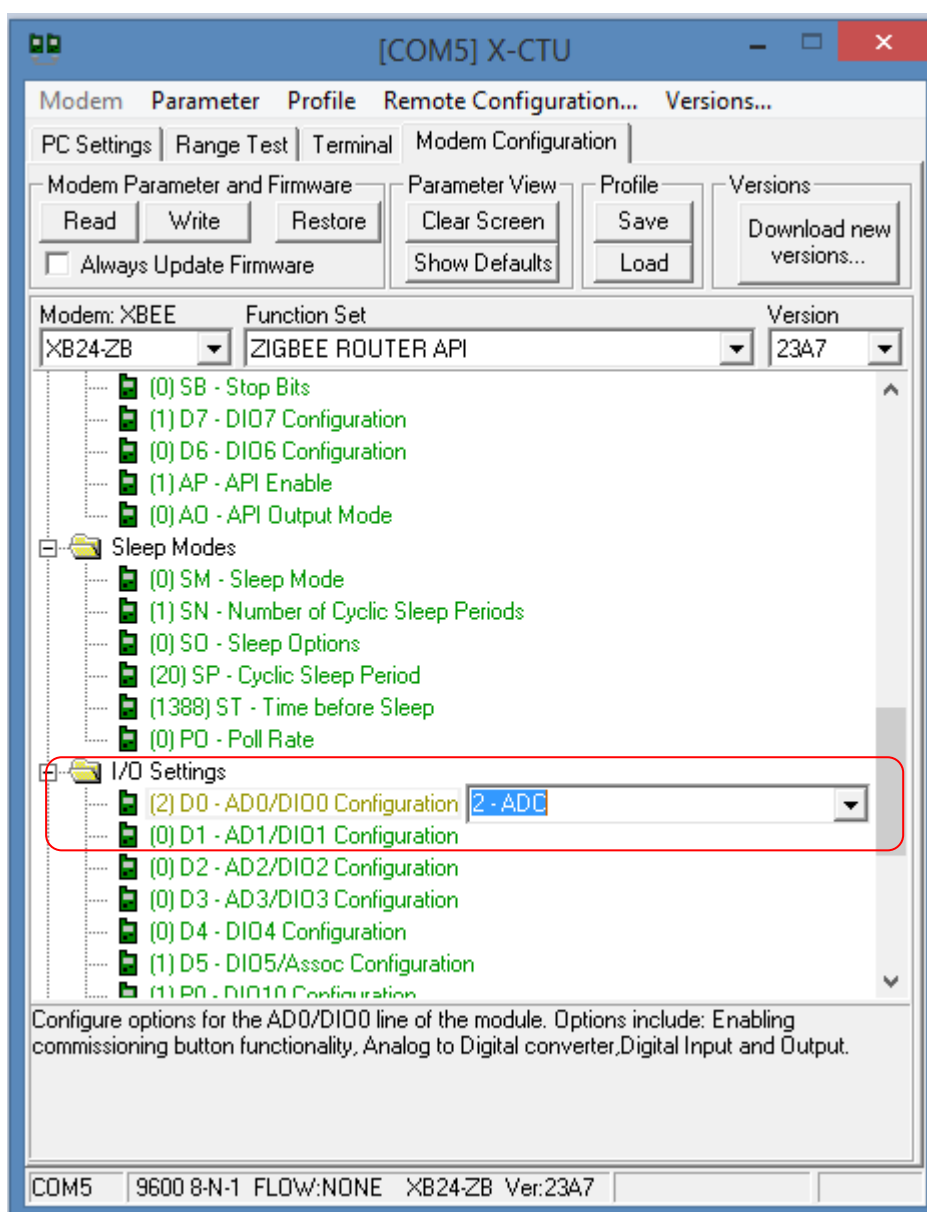 [COM5] X-CTU
Modem Parameter Profile Remote Configuration... Versions...
PC Settings Range Test Terminal Modem Configuration
Modem Parameter and Firmware Parameter View Profile Versions
Read Write Restore Clear Screen Save Download new versions...
Always Update Firmware Show Defaults Load
Modem: XBEE Function Set Version
XB24-ZB ZIGBEE ROUTER API 23A7
(0) SB - Stop Bits
(1) D7 - DIO7 Configuration
(0) D6 - DIO6 Configuration
(1) AP - API Enable
(0) AO - API Output Mode
Sleep Modes
(0) SM - Sleep Mode
(1) SN - Number of Cyclic Sleep Periods
(0) SO - Sleep Options
(20) SP - Cyclic Sleep Period
(1388) ST - Time before Sleep
(0) PO - Poll Rate
I/O Settings
(2) D0 - AD0/DIO0 Configuration 2 - ADC
(0) D1 - AD1/DIO1 Configuration
(0) D2 - AD2/DIO2 Configuration
(0) D3 - AD3/DIO3 Configuration
(0) D4 - DIO4 Configuration
(1) D5 - DIO5/Assoc Configuration
(1) P0 - DIO10 Configuration
Configure options for the AD0/DIO0 line of the module. Options include: Enabling
commissioning button functionality, Analog to Digital converter,Digital Input and Output.
COM5 9600 8-N-1 FLOW:NONE XB24-ZB Ver:23A7